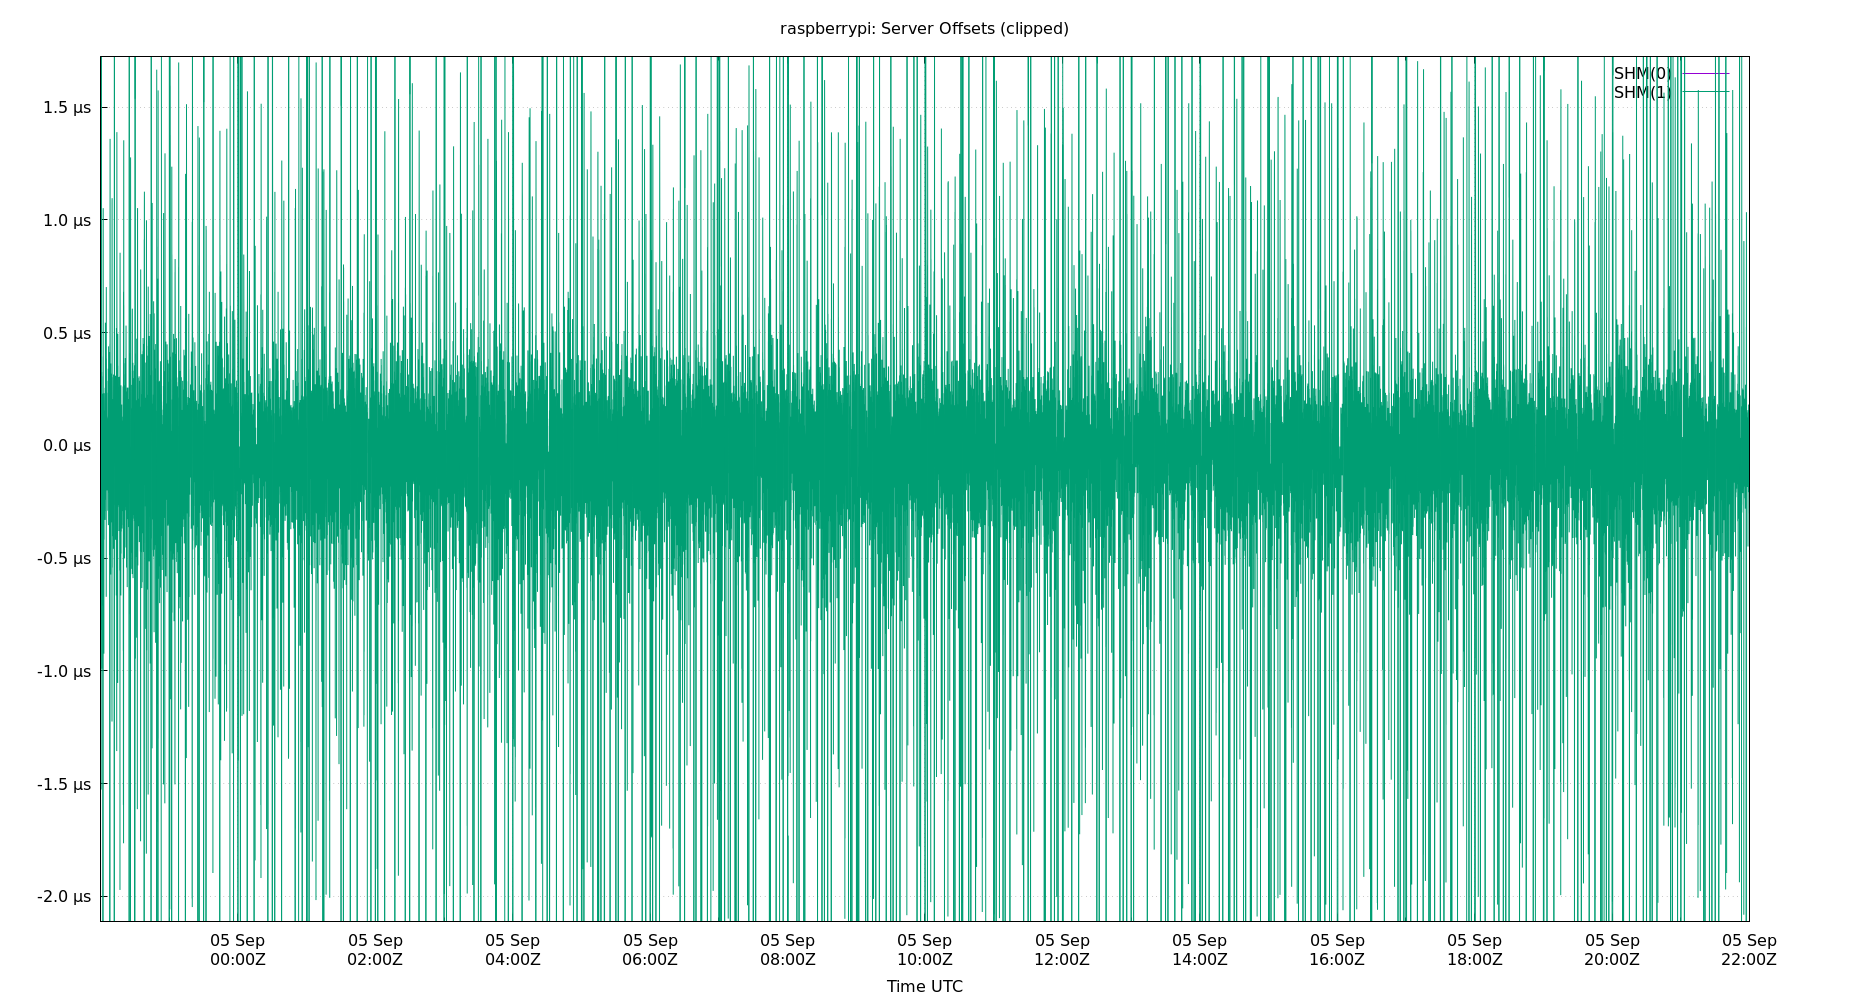 raspberrypi: Server Offsets (clipped)
SHM(0)
SHM(1)
1.5 µs
1.0 µs
0.5 µs
0.0 µs
-0.5 µs
-1.0 µs
-1.5 µs
-2.0 µs
05 Sep 05 Sep 05 Sep 05 Sep 05 Sep 05 Sep 05 Sep 05 Sep 05 Sep 05 Sep 05 Sep 05 Sep
00:00Z 02:00Z 04:00Z 06:00Z 08:00Z 10:00Z 12:00Z 14:00Z 16:00Z 18:00Z 20:00Z 22:00Z
Time UTC